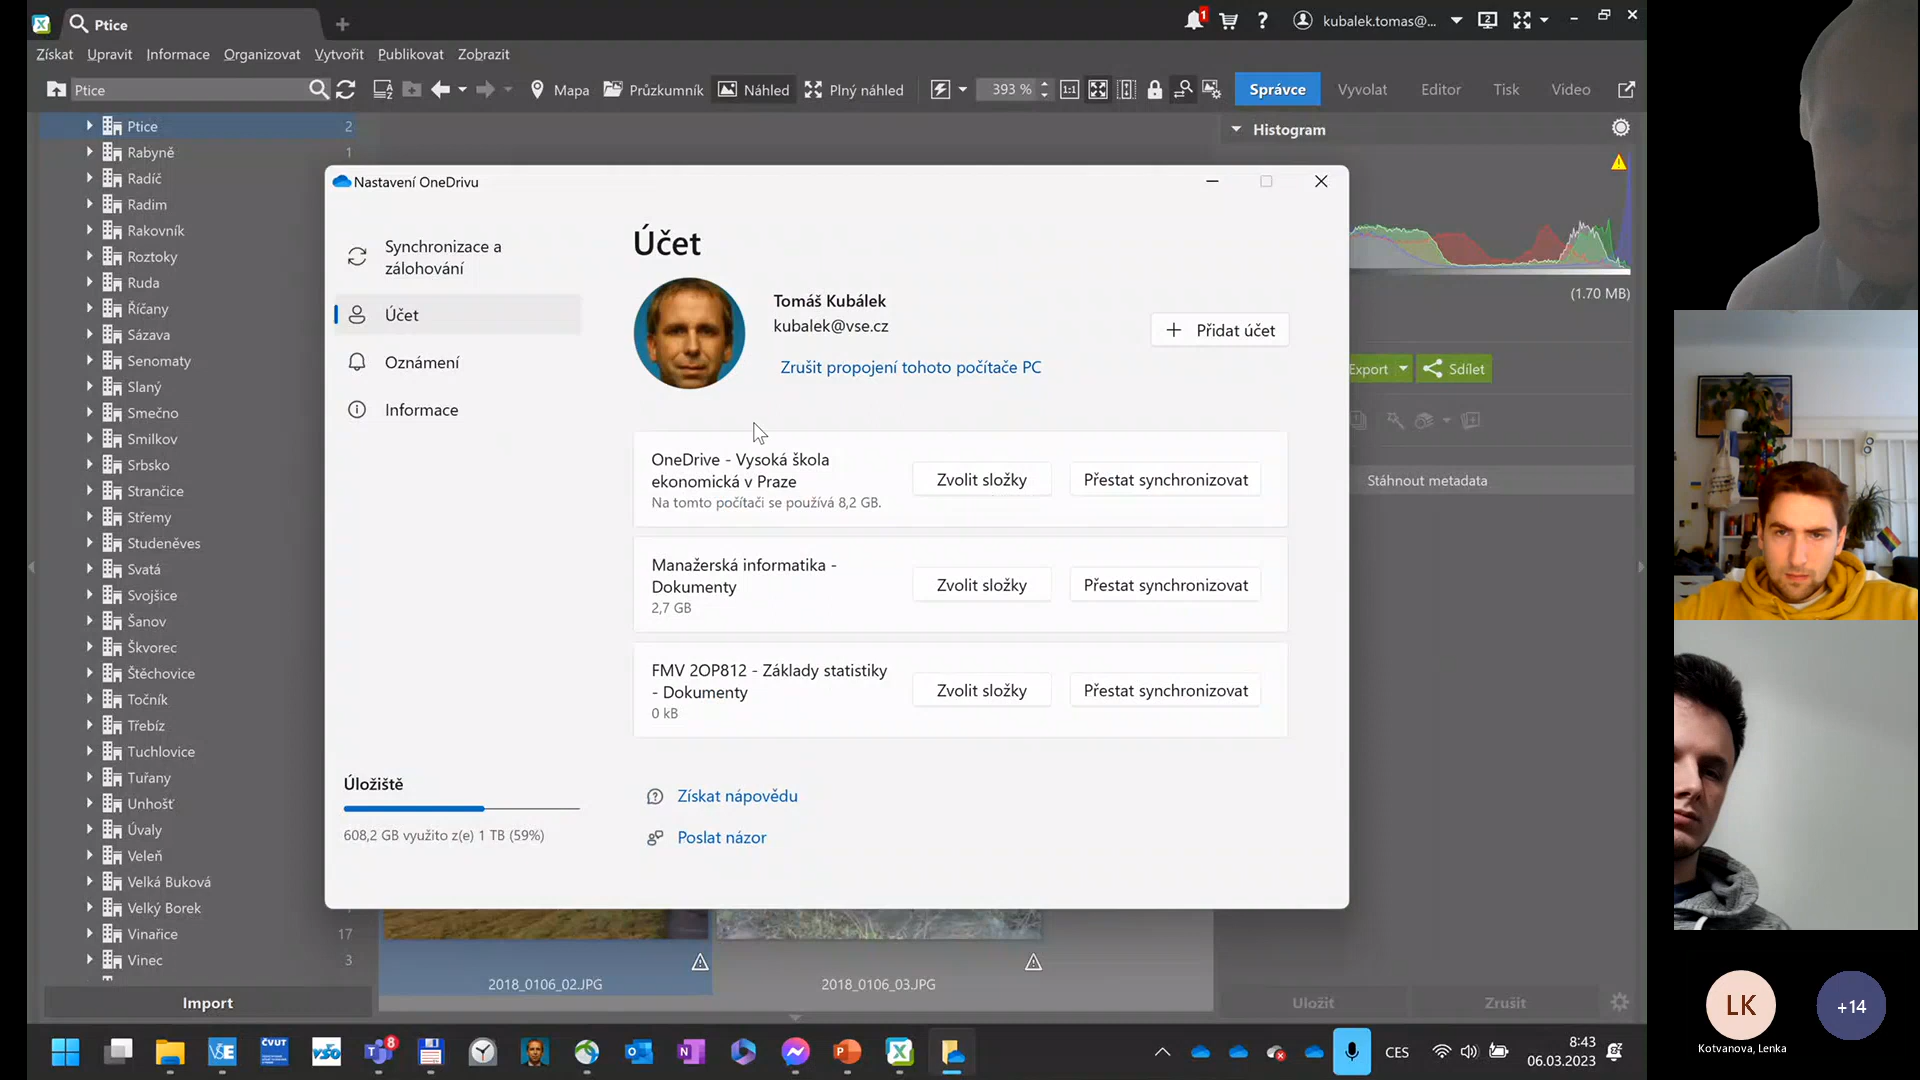 Ptice
kubalek.tomas@...
Získat Upravit Informace Organizovat Vytvořit Publikovat Zobrazit
Ptice
Mapa
Průzkumník
Náhled
Plný náhled
393 %
1:1
Správce
Vyvolat
Editor
Tisk
Video
Ptice 2
Rabyně 1
Radíč
Radim
Rakovník
Roztoky
Ruda
Říčany
Sázava
Senomaty
Slaný
Smečno
Smilkov
Srbsko
Strančice
Střemy
Studeněves
Svatá
Svojšice
Šanov
Škvorec
Štěchovice
Točník
Třebíz
Tuchlovice
Tuřany
Unhošť
Úvaly
Veleň
Velká Buková
Velký Borek
Vinařice 17
Vinec 3
Import
Nastavení OneDrivu
Synchronizace a
zálohování
Účet
Oznámení
Informace
Úložiště
608,2 GB využito z(e) 1 TB (59%)
Účet
Tomáš Kubálek
kubalek@vse.cz
Zrušit propojení tohoto počítače PC
Přidat účet
OneDrive - Vysoká škola
ekonomická v Praze
Na tomto počítači se používá 8,2 GB.
Zvolit složky
Přestat synchronizovat
Manažerská informatika -
Dokumenty
2,7 GB
Zvolit složky
Přestat synchronizovat
FMV 2OP812 - Základy statistiky
- Dokumenty
0 kB
Zvolit složky
Přestat synchronizovat
Získat nápovědu
Poslat názor
Histogram
(1.70 MB)
Export
Sdílet
Stáhnout metadata
2018_0106_02.JPG
2018_0106_03.JPG
Uložit
Zrušit
LK
Kotvanova, Lenka
+14
CES
8:43
06.03.2023